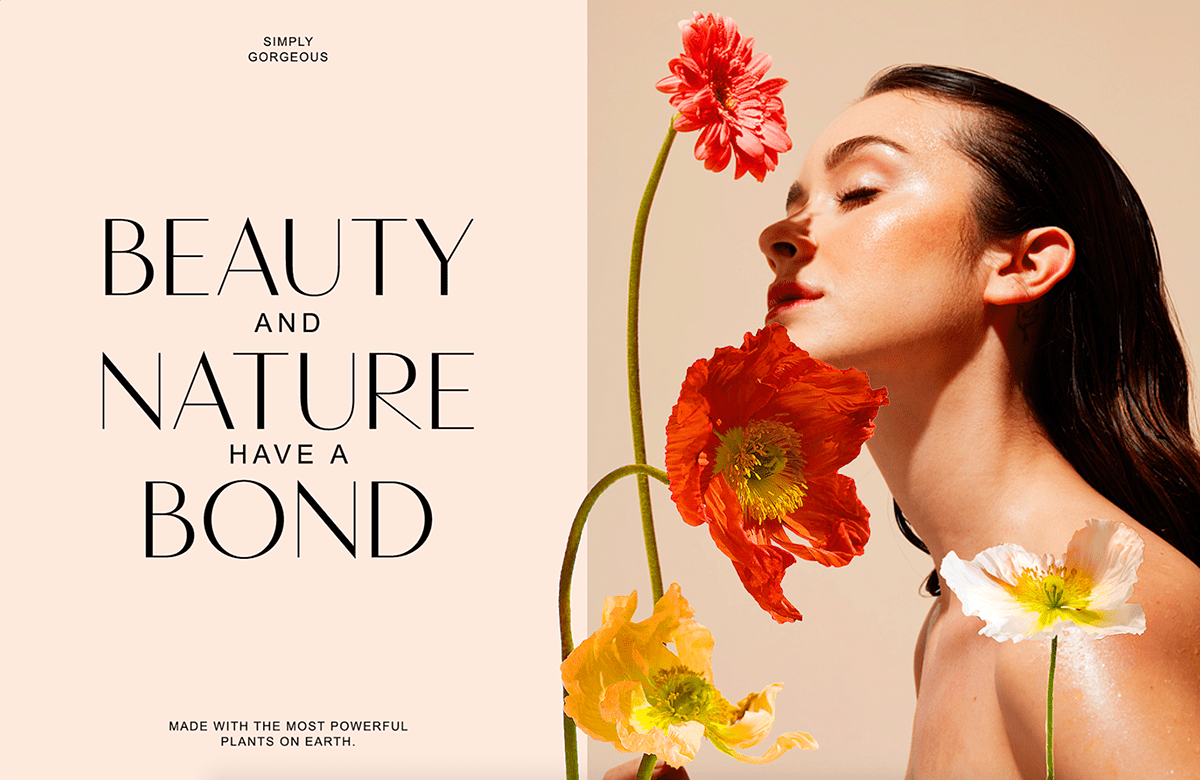 SIMPLY
GORGEOUS
BEAUTY
AND
NATURE
HAVE A
BOND
MADE WITH THE MOST POWERFUL
PLANTS ON EARTH.